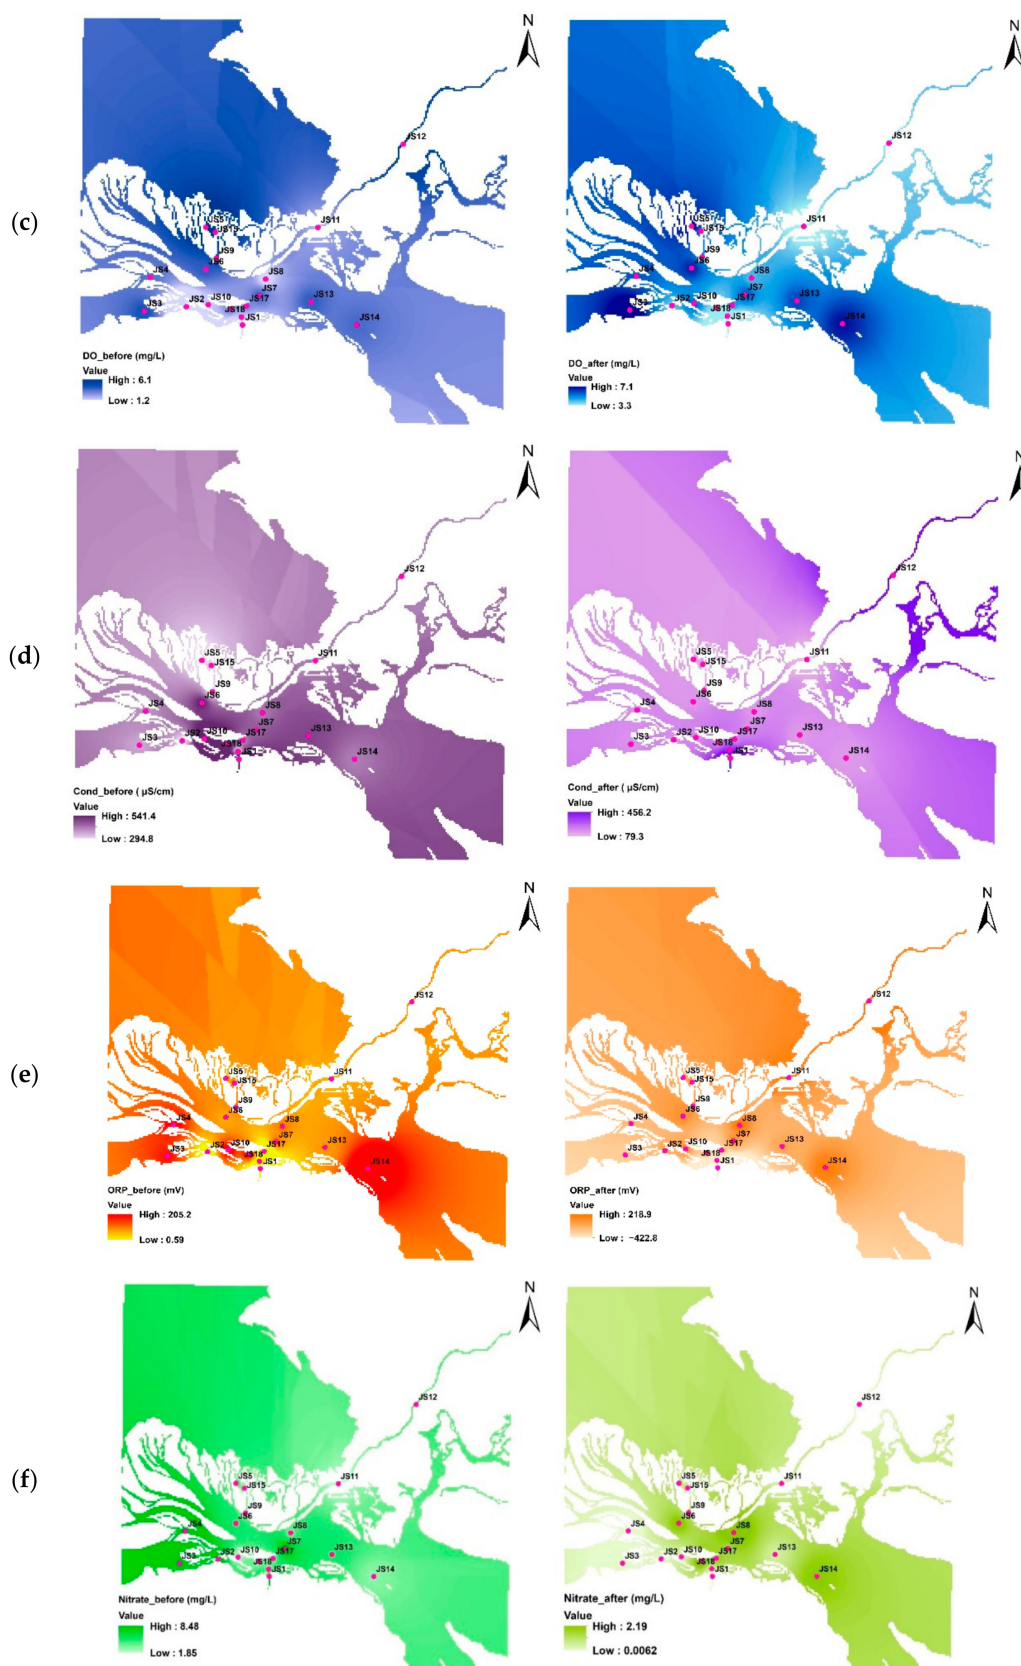 N
N
JS12
JS12
(c)
JS5
JS15
JS11
JS9
JS6
JS4
JS8
JS7
JS2
JS10
JS17
JS13
JS3
JS18
JS1
JS14
JS5
JS15
JS11
JS9
JS6
JS4
JS8
JS7
JS2
JS10
JS17
JS13
JS3
JS18
JS1
JS14
DO_before (mg/L)
Value
High : 6.1
Low : 1.2
DO_after (mg/L)
Value
High : 7.1
Low : 3.3
N
N
JS12
JS12
(d)
JS5
JS15
JS11
JS9
JS6
JS4
JS8
JS7
JS2
JS10
JS17
JS13
JS3
JS18
JS1
JS14
JS5
JS15
JS11
JS9
JS6
JS4
JS8
JS7
JS2
JS10
JS17
JS13
JS3
JS18
JS1
JS14
Cond_before ( µS/cm)
Value
High : 541.4
Low : 294.8
Cond_after ( µS/cm)
Value
High : 456.2
Low : 79.3
N
N
JS12
JS12
(e)
JS5
JS15
JS11
JS9
JS6
JS4
JS8
JS7
JS2
JS10
JS17
JS13
JS3
JS18
JS1
JS14
JS5
JS15
JS11
JS9
JS6
JS4
JS8
JS7
JS2
JS10
JS17
JS13
JS3
JS18
JS1
JS14
ORP_before (mV)
Value
High : 205.2
Low : 0.59
ORP_after (mV)
Value
High : 218.9
Low : −422.8
N
N
JS12
JS12
(f)
JS5
JS15
JS11
JS9
JS6
JS4
JS8
JS7
JS2
JS10
JS17
JS13
JS3
JS18
JS1
JS14
JS5
JS15
JS11
JS9
JS6
JS4
JS8
JS7
JS2
JS10
JS17
JS13
JS3
JS18
JS1
JS14
Nitrate_before (mg/L)
Value
High : 8.48
Low : 1.85
Nitrate_after (mg/L)
Value
High : 2.19
Low : 0.0062